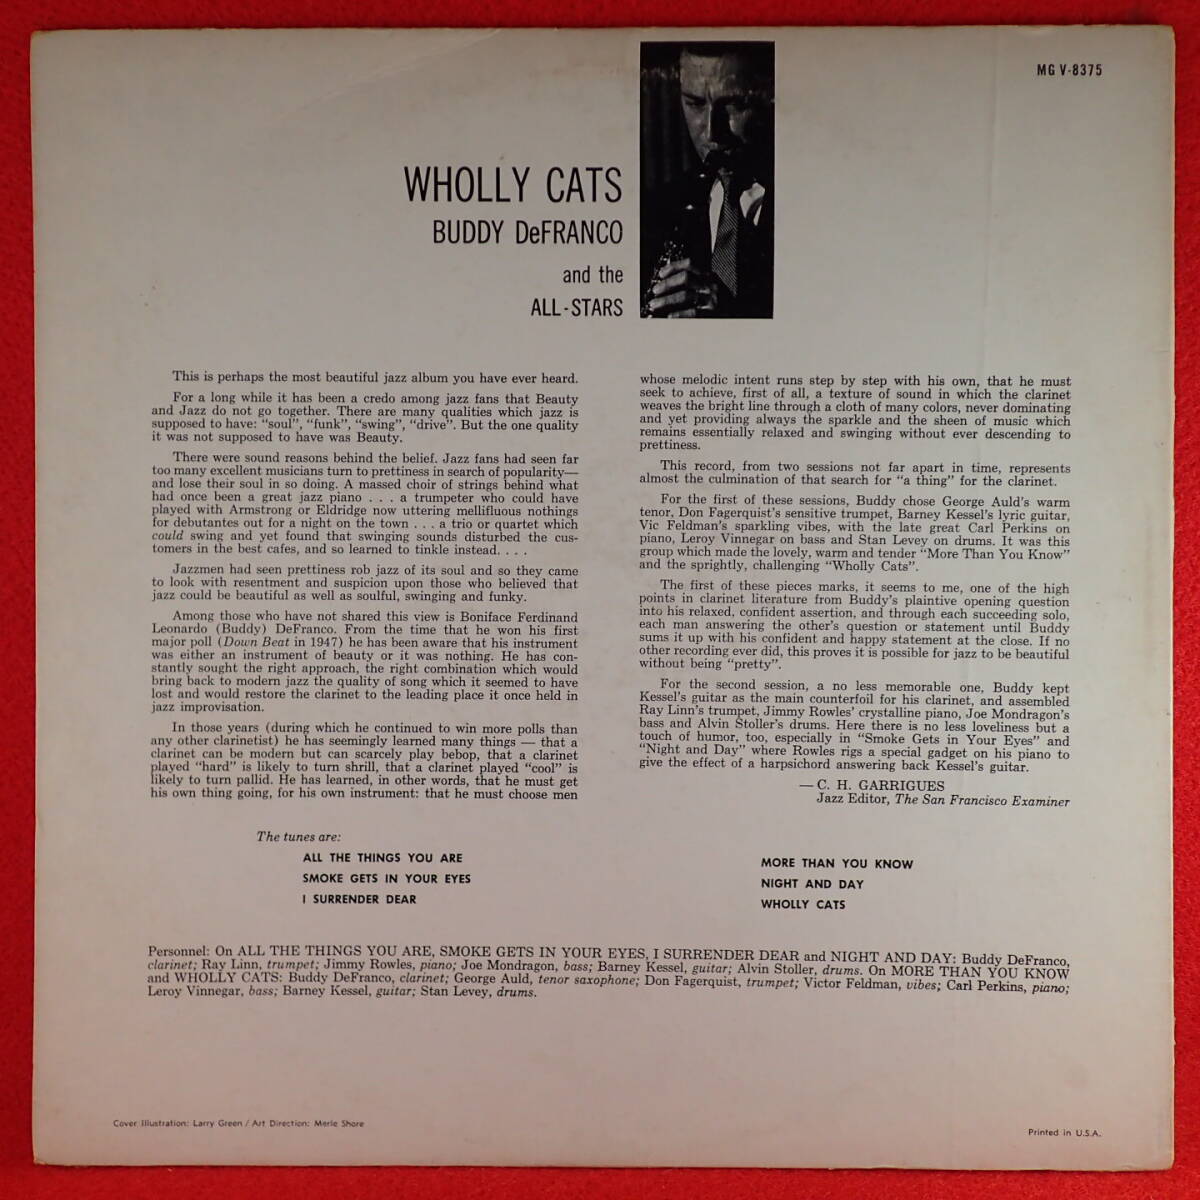 MG V-8375
WHOLLY CATS
BUDDY DeFRANCO
and the
ALL-STARS
This is perhaps the most beautiful jazz album you have ever heard.
For a long while it has been a credo among jazz fans that Beauty
and Jazz do not go together. There are many qualities which jazz is
supposed to have: “soul”, “funk”, “swing”, “drive”. But the one quality
it was not supposed to have was Beauty.
There were sound reasons behind the belief. Jazz fans had seen far
too many excellent musicians turn to prettiness in search of popularity—
and lose their soul in so doing. A massed choir of strings behind what
had once been a great jazz piano . . . a trumpeter who could have
played with Armstrong or Eldridge now uttering mellifluous nothings
for debutantes out for a night on the town . . . a trio or quartet which
could swing and yet found that swinging sounds disturbed the cus-
tomers in the best cafes, and so learned to tinkle instead. . . .
Jazzmen had seen prettiness rob jazz of its soul and so they came
to look with resentment and suspicion upon those who believed that
jazz could be beautiful as well as soulful, swinging and funky.
Among those who have not shared this view is Boniface Ferdinand
Leonardo (Buddy) DeFranco. From the time that he won his first
major poll (Down Beat in 1947) he has been aware that his instrument
was either an instrument of beauty or it was nothing. He has con-
stantly sought the right approach, the right combination which would
bring back to modern jazz the quality of song which it seemed to have
lost and would restore the clarinet to the leading place it once held in
jazz improvisation.
In those years (during which he continued to win more polls than
any other clarinetist) he has seemingly learned many things — that a
clarinet can be modern but can scarcely play bebop, that a clarinet
played “hard” is likely to turn shrill, that a clarinet played “cool” is
likely to turn pallid. He has learned, in other words, that he must get
his own thing going, for his own instrument: that he must choose men
whose melodic intent runs step by step with his own, that he must
seek to achieve, first of all, a texture of sound in which the clarinet
weaves the bright line through a cloth of many colors, never dominating
and yet providing always the sparkle and the sheen of music which
remains essentially relaxed and swinging without ever descending to
prettiness.
This record, from two sessions not far apart in time, represents
almost the culmination of that search for “a thing” for the clarinet.
For the first of these sessions, Buddy chose George Auld’s warm
tenor, Don Fagerquist’s sensitive trumpet, Barney Kessel’s lyric guitar,
Vic Feldman’s sparkling vibes, with the late great Carl Perkins on
piano, Leroy Vinnegar on bass and Stan Levey on drums. It was this
group which made the lovely, warm and tender “More Than You Know”
and the sprightly, challenging “Wholly Cats”.
The first of these pieces marks, it seems to me, one of the high
points in clarinet literature from Buddy’s plaintive opening question
into his relaxed, confident assertion, and through each succeeding solo,
each man answering the other’s question or statement until Buddy
sums it up with his confident and happy statement at the close. If no
other recording ever did, this proves it is possible for jazz to be beautiful
without being “pretty”.
For the second session, a no less memorable one, Buddy kept
Kessel’s guitar as the main counterfoil for his clarinet, and assembled
Ray Linn’s trumpet, Jimmy Rowles’ crystalline piano, Joe Mondragon’s
bass and Alvin Stoller’s drums. Here there is no less loveliness but a
touch of humor, too, especially in “Smoke Gets in Your Eyes” and
“Night and Day” where Rowles rigs a special gadget on his piano to
give the effect of a harpsichord answering back Kessel’s guitar.
— C. H. GARRIGUES
Jazz Editor, The San Francisco Examiner
The tunes are:
ALL THE THINGS YOU ARE
SMOKE GETS IN YOUR EYES
I SURRENDER DEAR
MORE THAN YOU KNOW
NIGHT AND DAY
WHOLLY CATS
Personnel: On ALL THE THINGS YOU ARE, SMOKE GETS IN YOUR EYES, I SURRENDER DEAR and NIGHT AND DAY: Buddy DeFranco,
clarinet; Ray Linn, trumpet; Jimmy Rowles, piano; Joe Mondragon, bass; Barney Kessel, guitar; Alvin Stoller, drums. On MORE THAN YOU KNOW
and WHOLLY CATS: Buddy DeFranco, clarinet; George Auld, tenor saxophone; Don Fagerquist, trumpet; Victor Feldman, vibes; Carl Perkins, piano;
Leroy Vinnegar, bass; Barney Kessel, guitar; Stan Levey, drums.
Cover Illustration: Larry Green / Art Direction: Merle Shore
Printed in U.S.A.